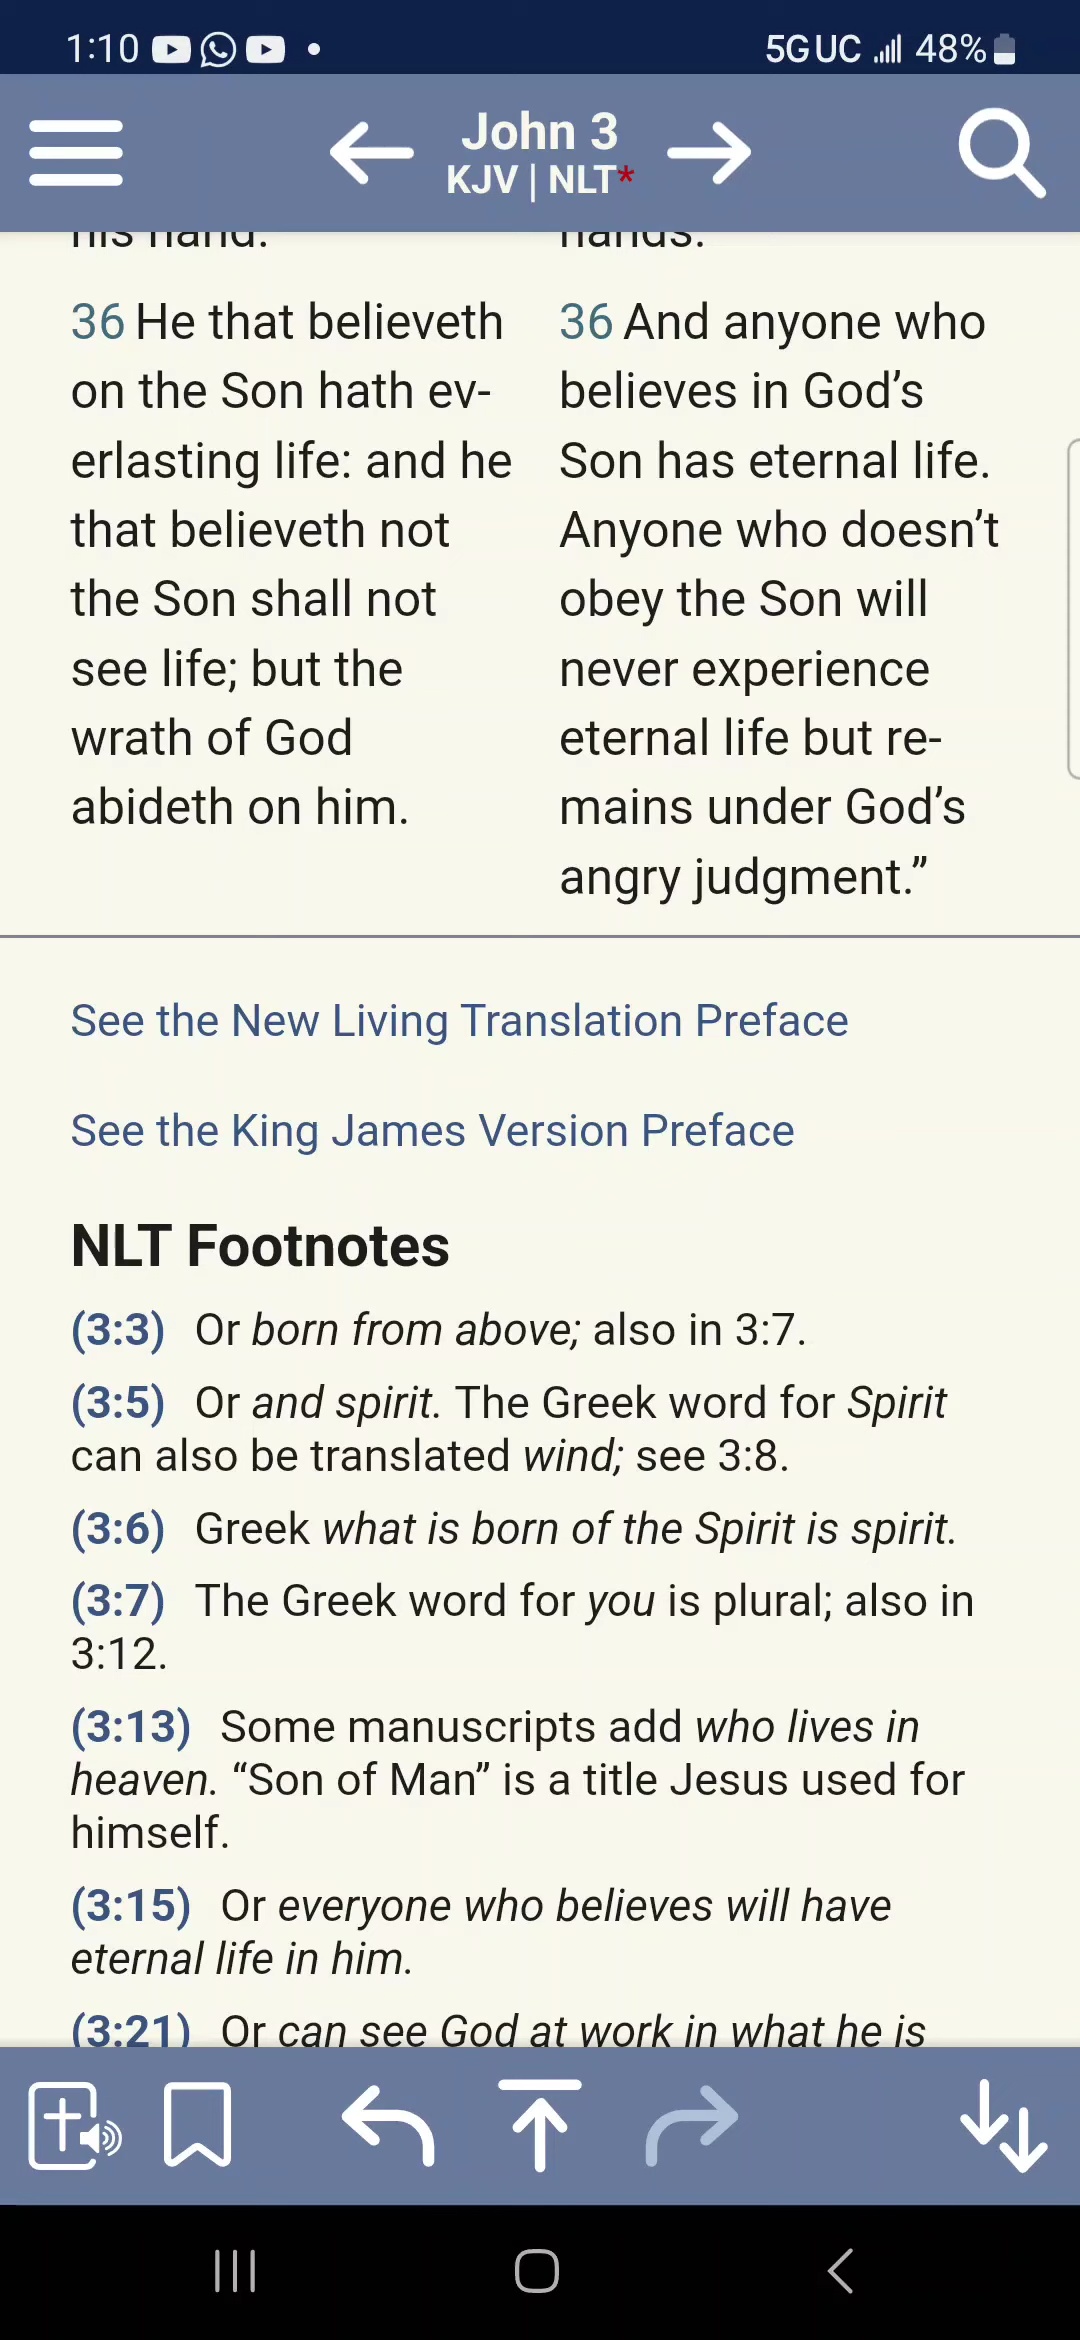 1:10
5G UC 48%
John 3
KJV | NLT*
his hand.
36 He that believeth
on the Son hath ev-
erlasting life: and he
that believeth not
the Son shall not
see life; but the
wrath of God
abideth on him.
hands.
36 And anyone who
believes in God’s
Son has eternal life.
Anyone who doesn’t
obey the Son will
never experience
eternal life but re-
mains under God’s
angry judgment.”
See the New Living Translation Preface
See the King James Version Preface
NLT Footnotes
(3:3) Or born from above; also in 3:7.
(3:5) Or and spirit. The Greek word for Spirit
can also be translated wind; see 3:8.
(3:6) Greek what is born of the Spirit is spirit.
(3:7) The Greek word for you is plural; also in
3:12.
(3:13) Some manuscripts add who lives in
heaven. “Son of Man” is a title Jesus used for
himself.
(3:15) Or everyone who believes will have
eternal life in him.
(3:21) Or can see God at work in what he is